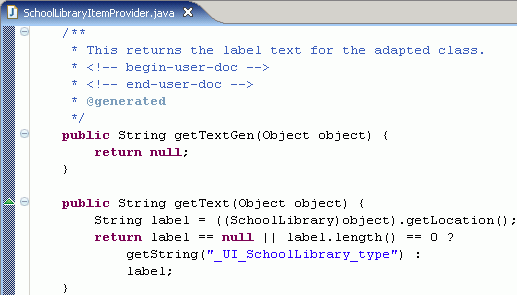 SchoolLibraryItemProvider.java
/**
 * This returns the label text for the adapted class.
 * <!-- begin-user-doc -->
 * <!-- end-user-doc -->
 * @generated
 */
public String getTextGen(Object object) {
    return null;
}
public String getText(Object object) {
    String label = ((SchoolLibrary)object).getLocation();
    return label == null || label.length() == 0 ?
        getString("_UI_SchoolLibrary_type") :
        label;
}